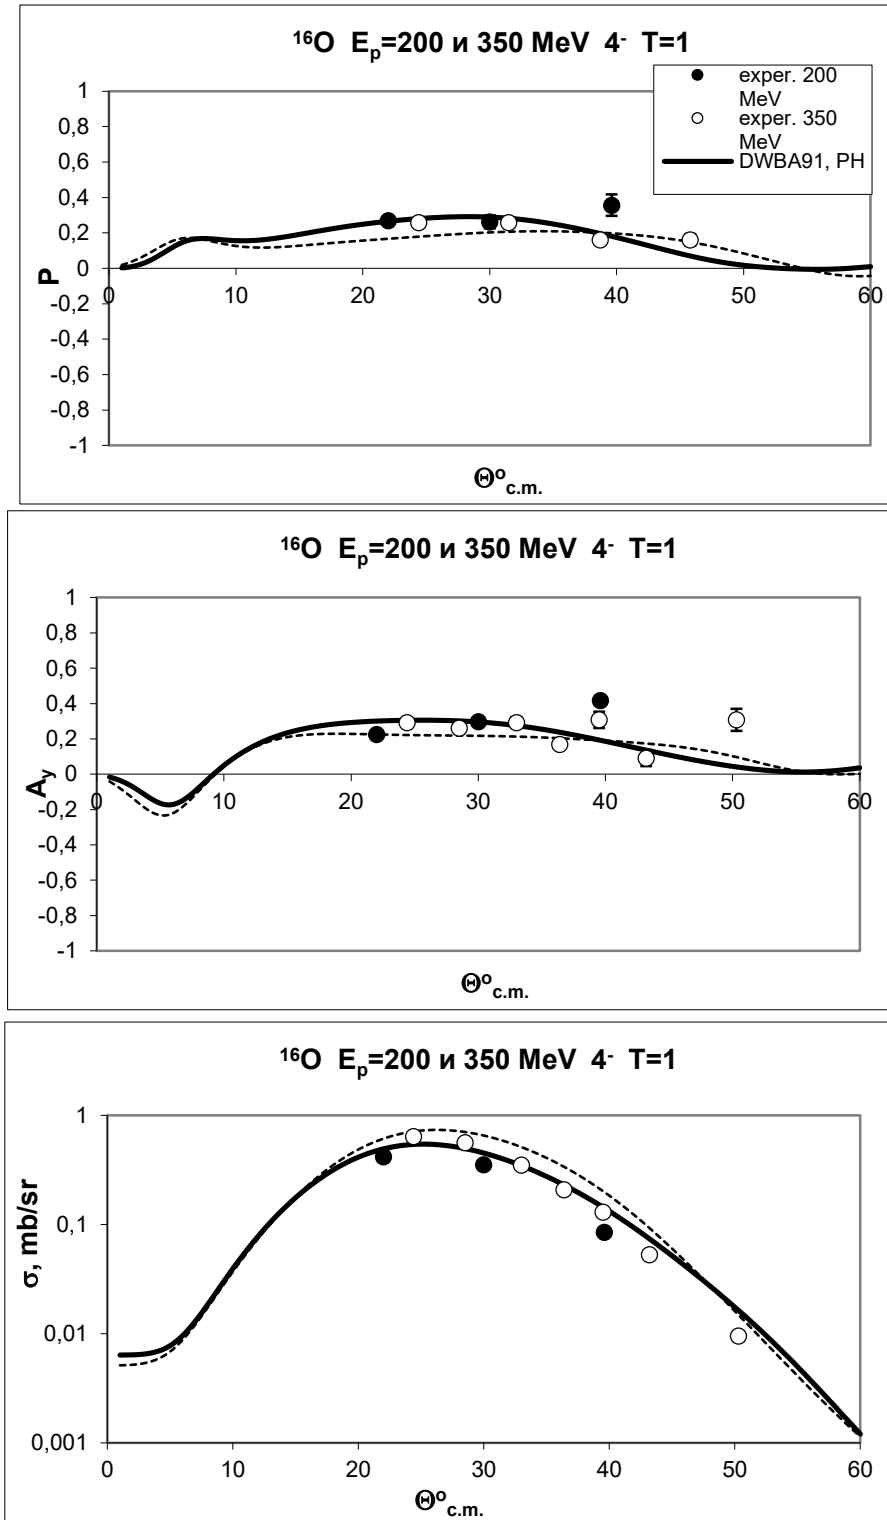 ¹⁶O Eₚ=200 и 350 MeV 4⁻ T=1
exper. 200 MeV
exper. 350 MeV
DWBA91, PH
1
0,8
0,6
0,4
0,2
0
-0,2
-0,4
-0,6
-0,8
-1
P
0 10 20 30 40 50 60
Θ°c.m.
¹⁶O Eₚ=200 и 350 MeV 4⁻ T=1
1
0,8
0,6
0,4
0,2
0
-0,2
-0,4
-0,6
-0,8
-1
Aᵧ
0 10 20 30 40 50 60
Θ°c.m.
¹⁶O Eₚ=200 и 350 MeV 4⁻ T=1
1
0,1
0,01
0,001
σ, mb/sr
0 10 20 30 40 50 60
Θ°c.m.